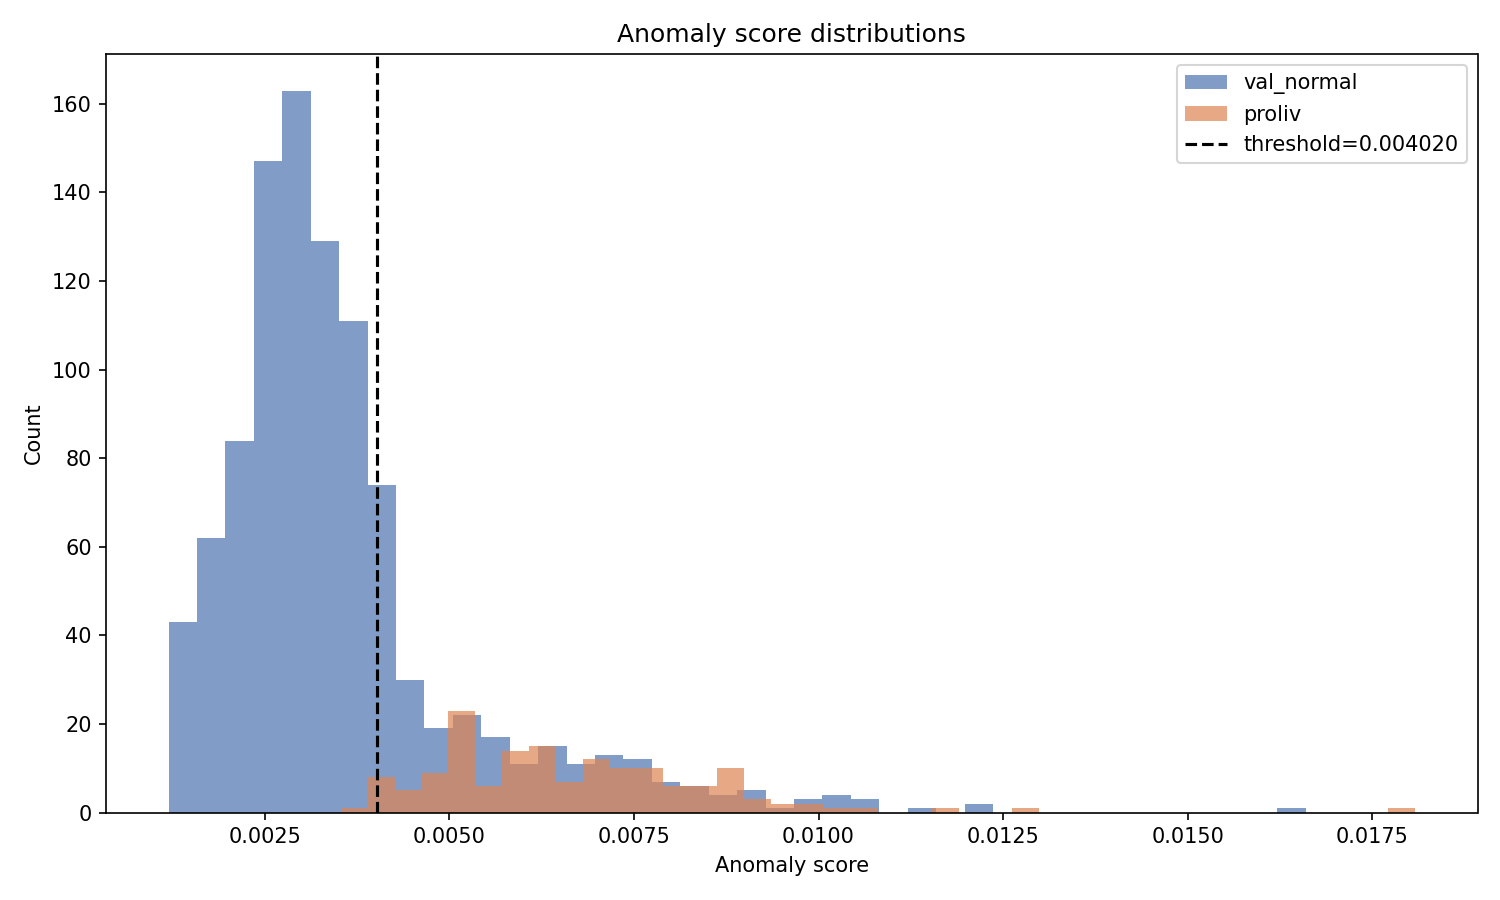 Anomaly score distributions
val_normal
proliv
threshold=0.004020
Count
160
140
120
100
80
60
40
20
0
0.0025 0.0050 0.0075 0.0100 0.0125 0.0150 0.0175
Anomaly score